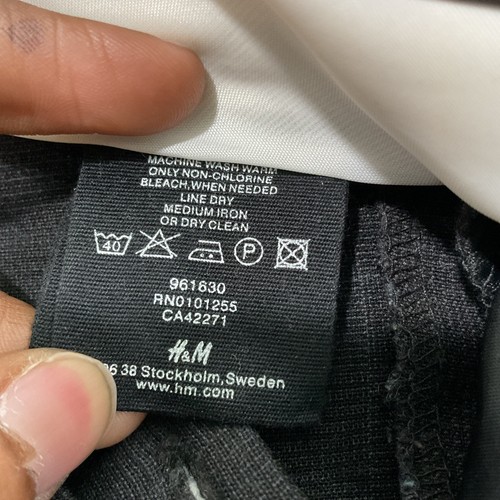 MACHINE WASH WARM
ONLY NON-CHLORINE
BLEACH, WHEN NEEDED
LINE DRY
MEDIUM IRON
OR DRY CLEAN
40 P
961630
RN0101255
CA42271
H&M
06 38 Stockholm, Sweden
www.hm.com